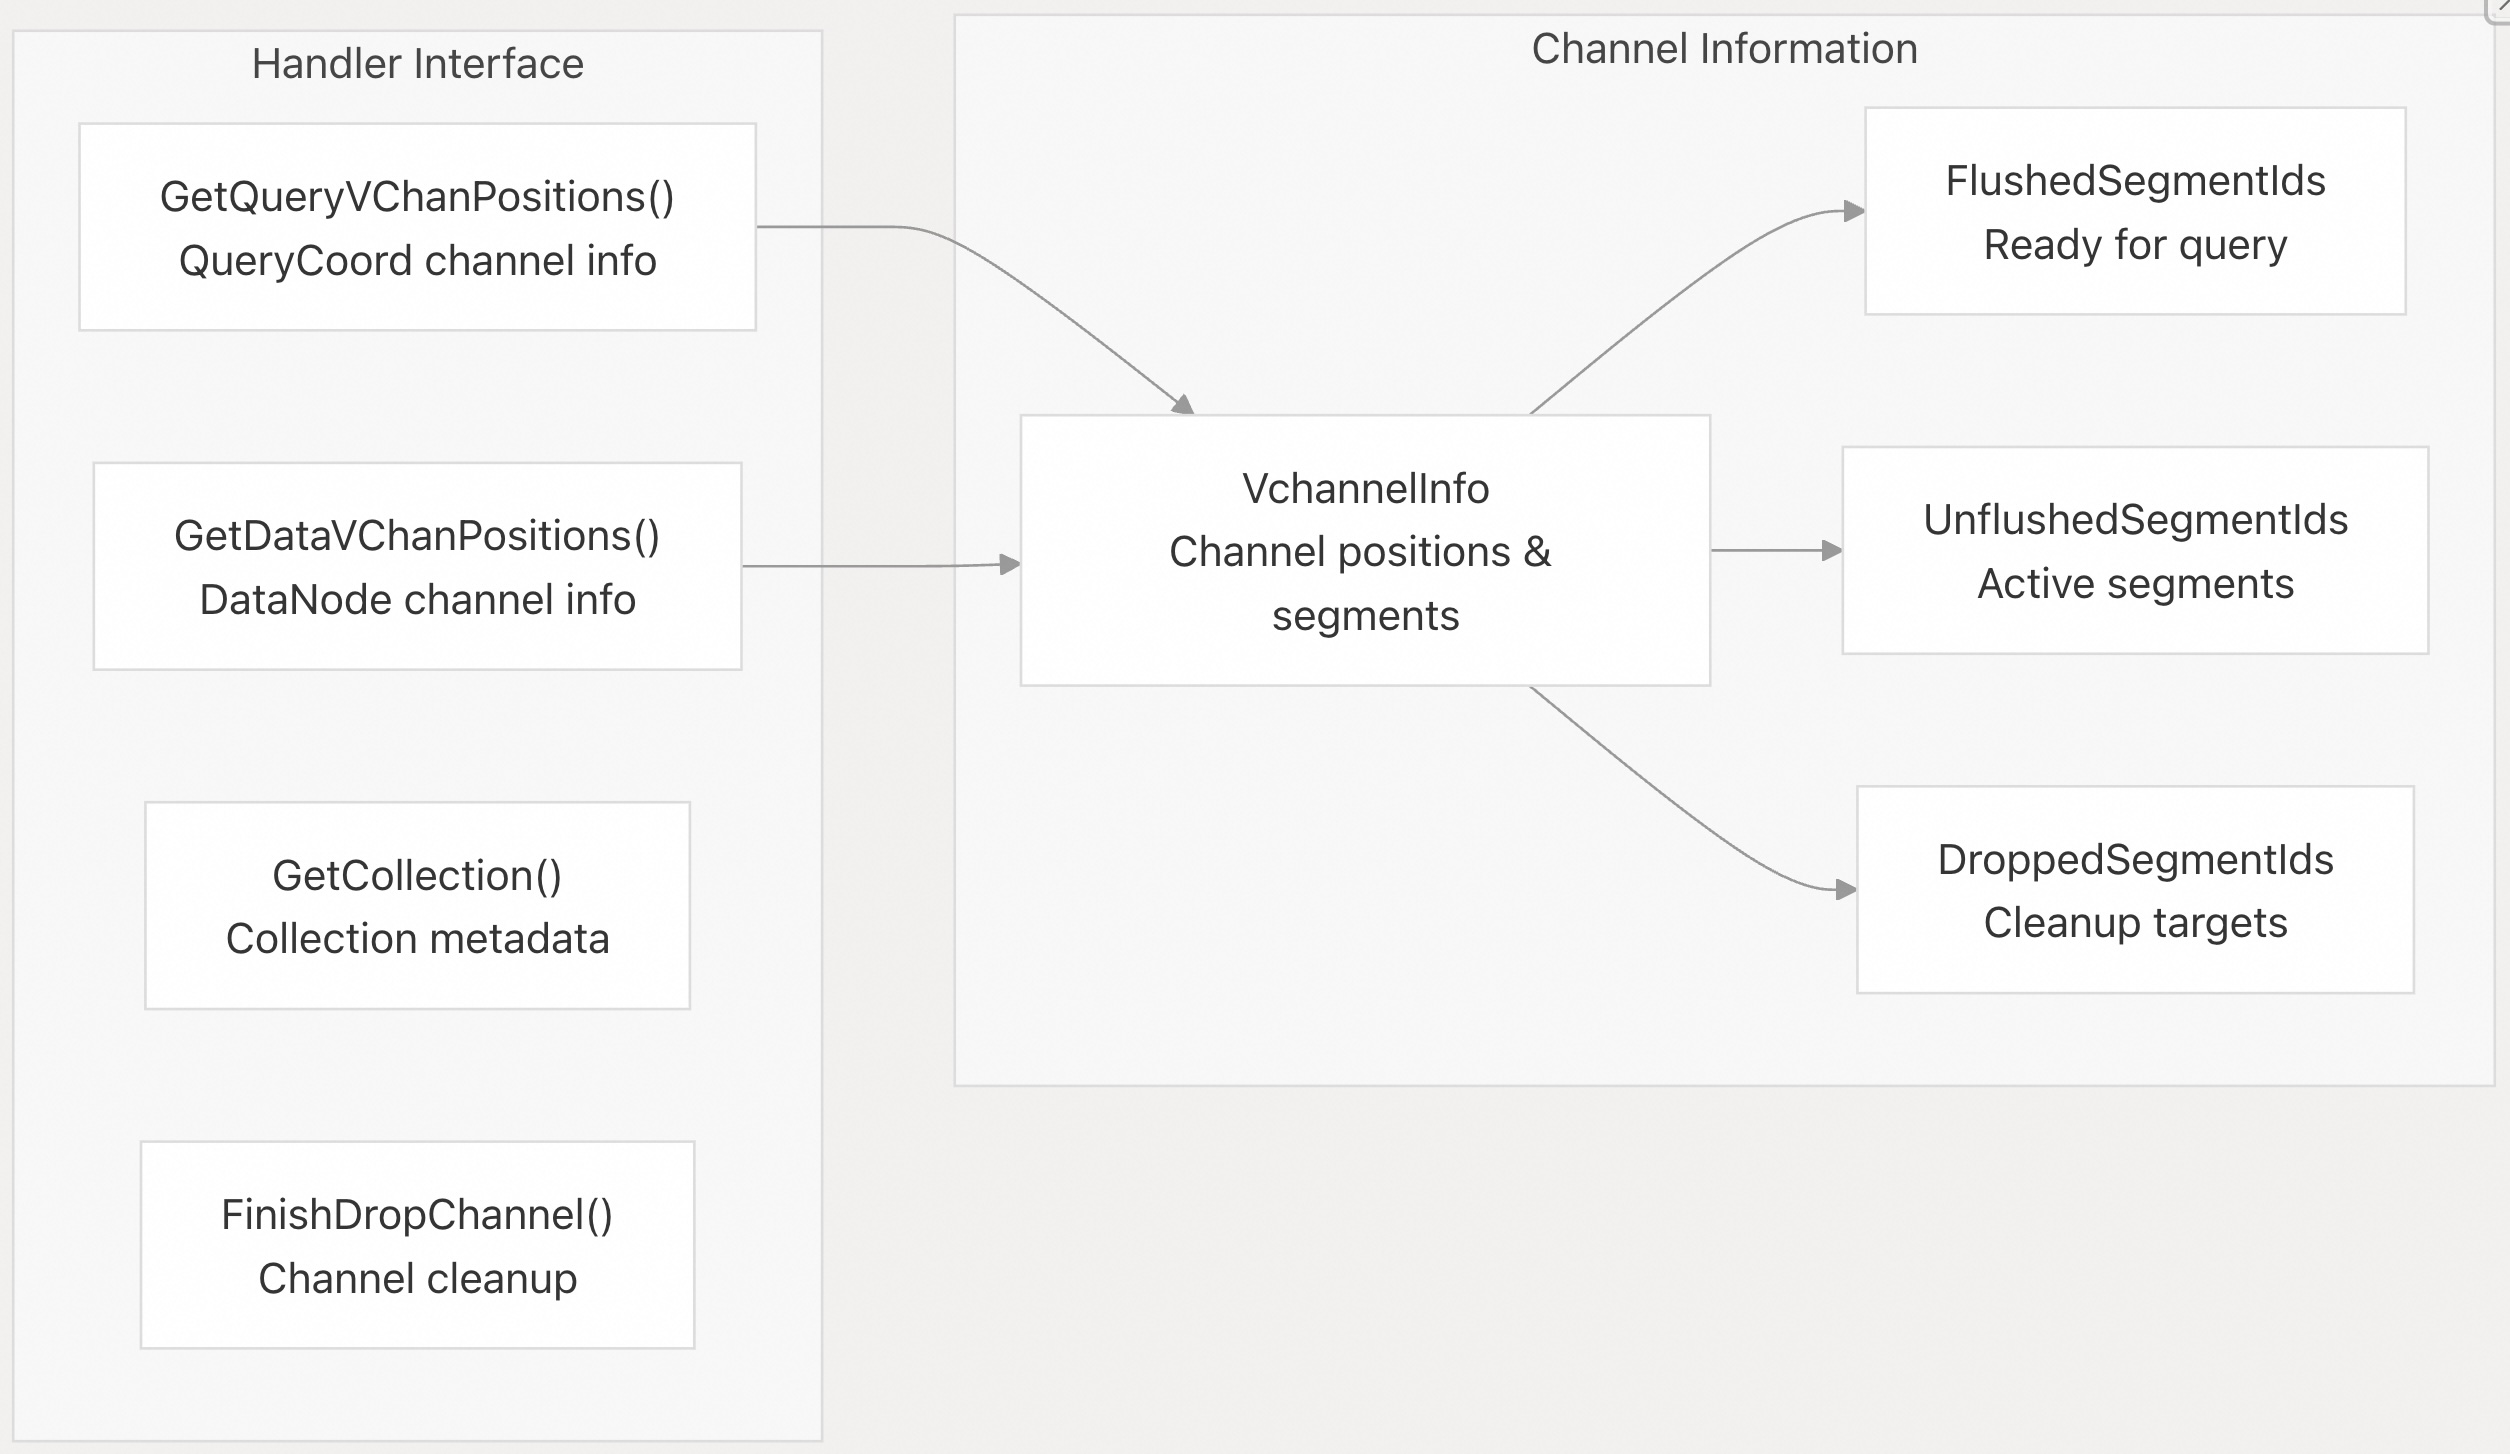 Handler Interface
GetQueryVChanPositions()
QueryCoord channel info
GetDataVChanPositions()
DataNode channel info
GetCollection()
Collection metadata
FinishDropChannel()
Channel cleanup
Channel Information
VchannelInfo
Channel positions &
segments
FlushedSegmentIds
Ready for query
UnflushedSegmentIds
Active segments
DroppedSegmentIds
Cleanup targets